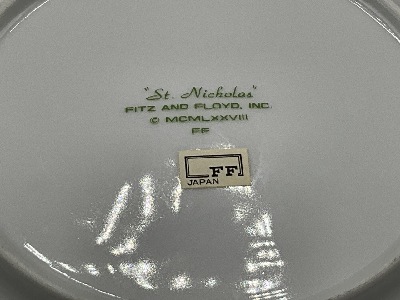 "St. Nicholas"
FITZ AND FLOYD, INC.
© MCMLXXVIII
FF
FF
JAPAN